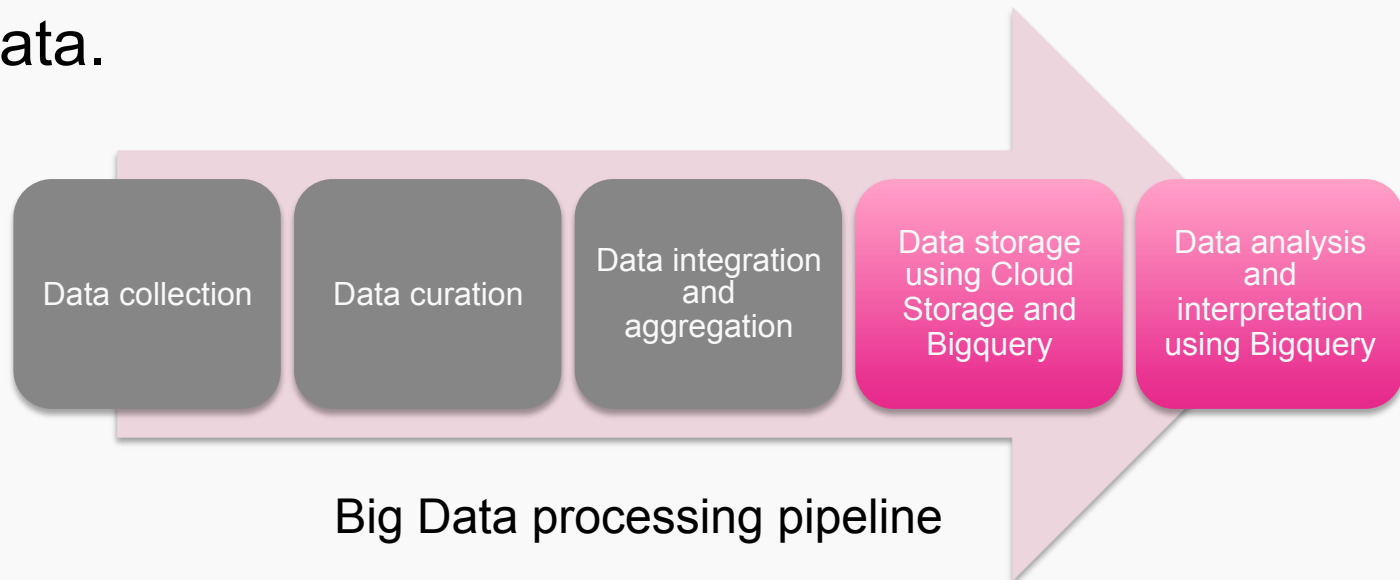 ata.
Data collection
Data curation
Data integration
and
aggregation
Data storage
using Cloud
Storage and
Bigquery
Data analysis
and
interpretation
using Bigquery
Big Data processing pipeline